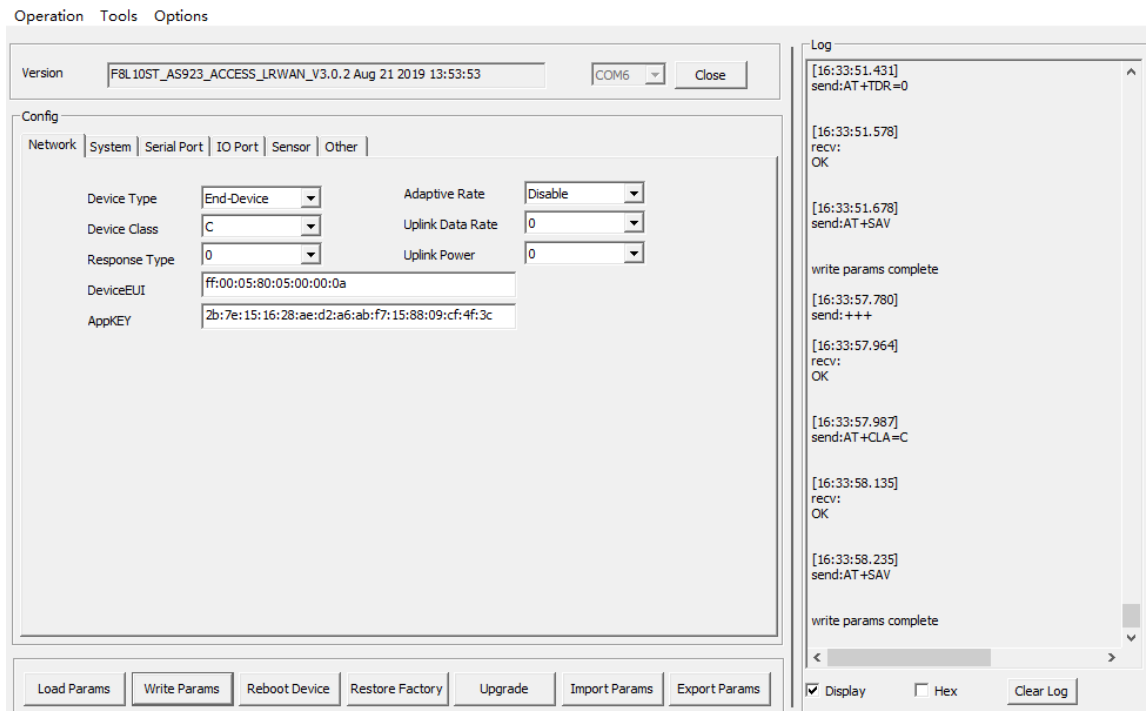 Operation Tools Options
Version F8L10ST_AS923_ACCESS_LRWAN_V3.0.2 Aug 21 2019 13:53:53 COM6 Close
Config
Network System Serial Port IO Port Sensor Other
Device Type End-Device Adaptive Rate Disable
Device Class C Uplink Data Rate 0
Response Type 0 Uplink Power 0
DeviceEUI ff:00:05:80:05:00:00:0a
AppKEY 2b:7e:15:16:28:ae:d2:a6:ab:f7:15:88:09:cf:4f:3c
Load Params Write Params Reboot Device Restore Factory Upgrade Import Params Export Params
Log
[16:33:51.431]
send:AT+TDR=0
[16:33:51.578]
recv:
OK
[16:33:51.678]
send:AT+SAV
write params complete
[16:33:57.780]
send:+++
[16:33:57.964]
recv:
OK
[16:33:57.987]
send:AT+CLA=C
[16:33:58.135]
recv:
OK
[16:33:58.235]
send:AT+SAV
write params complete
Display Hex Clear Log